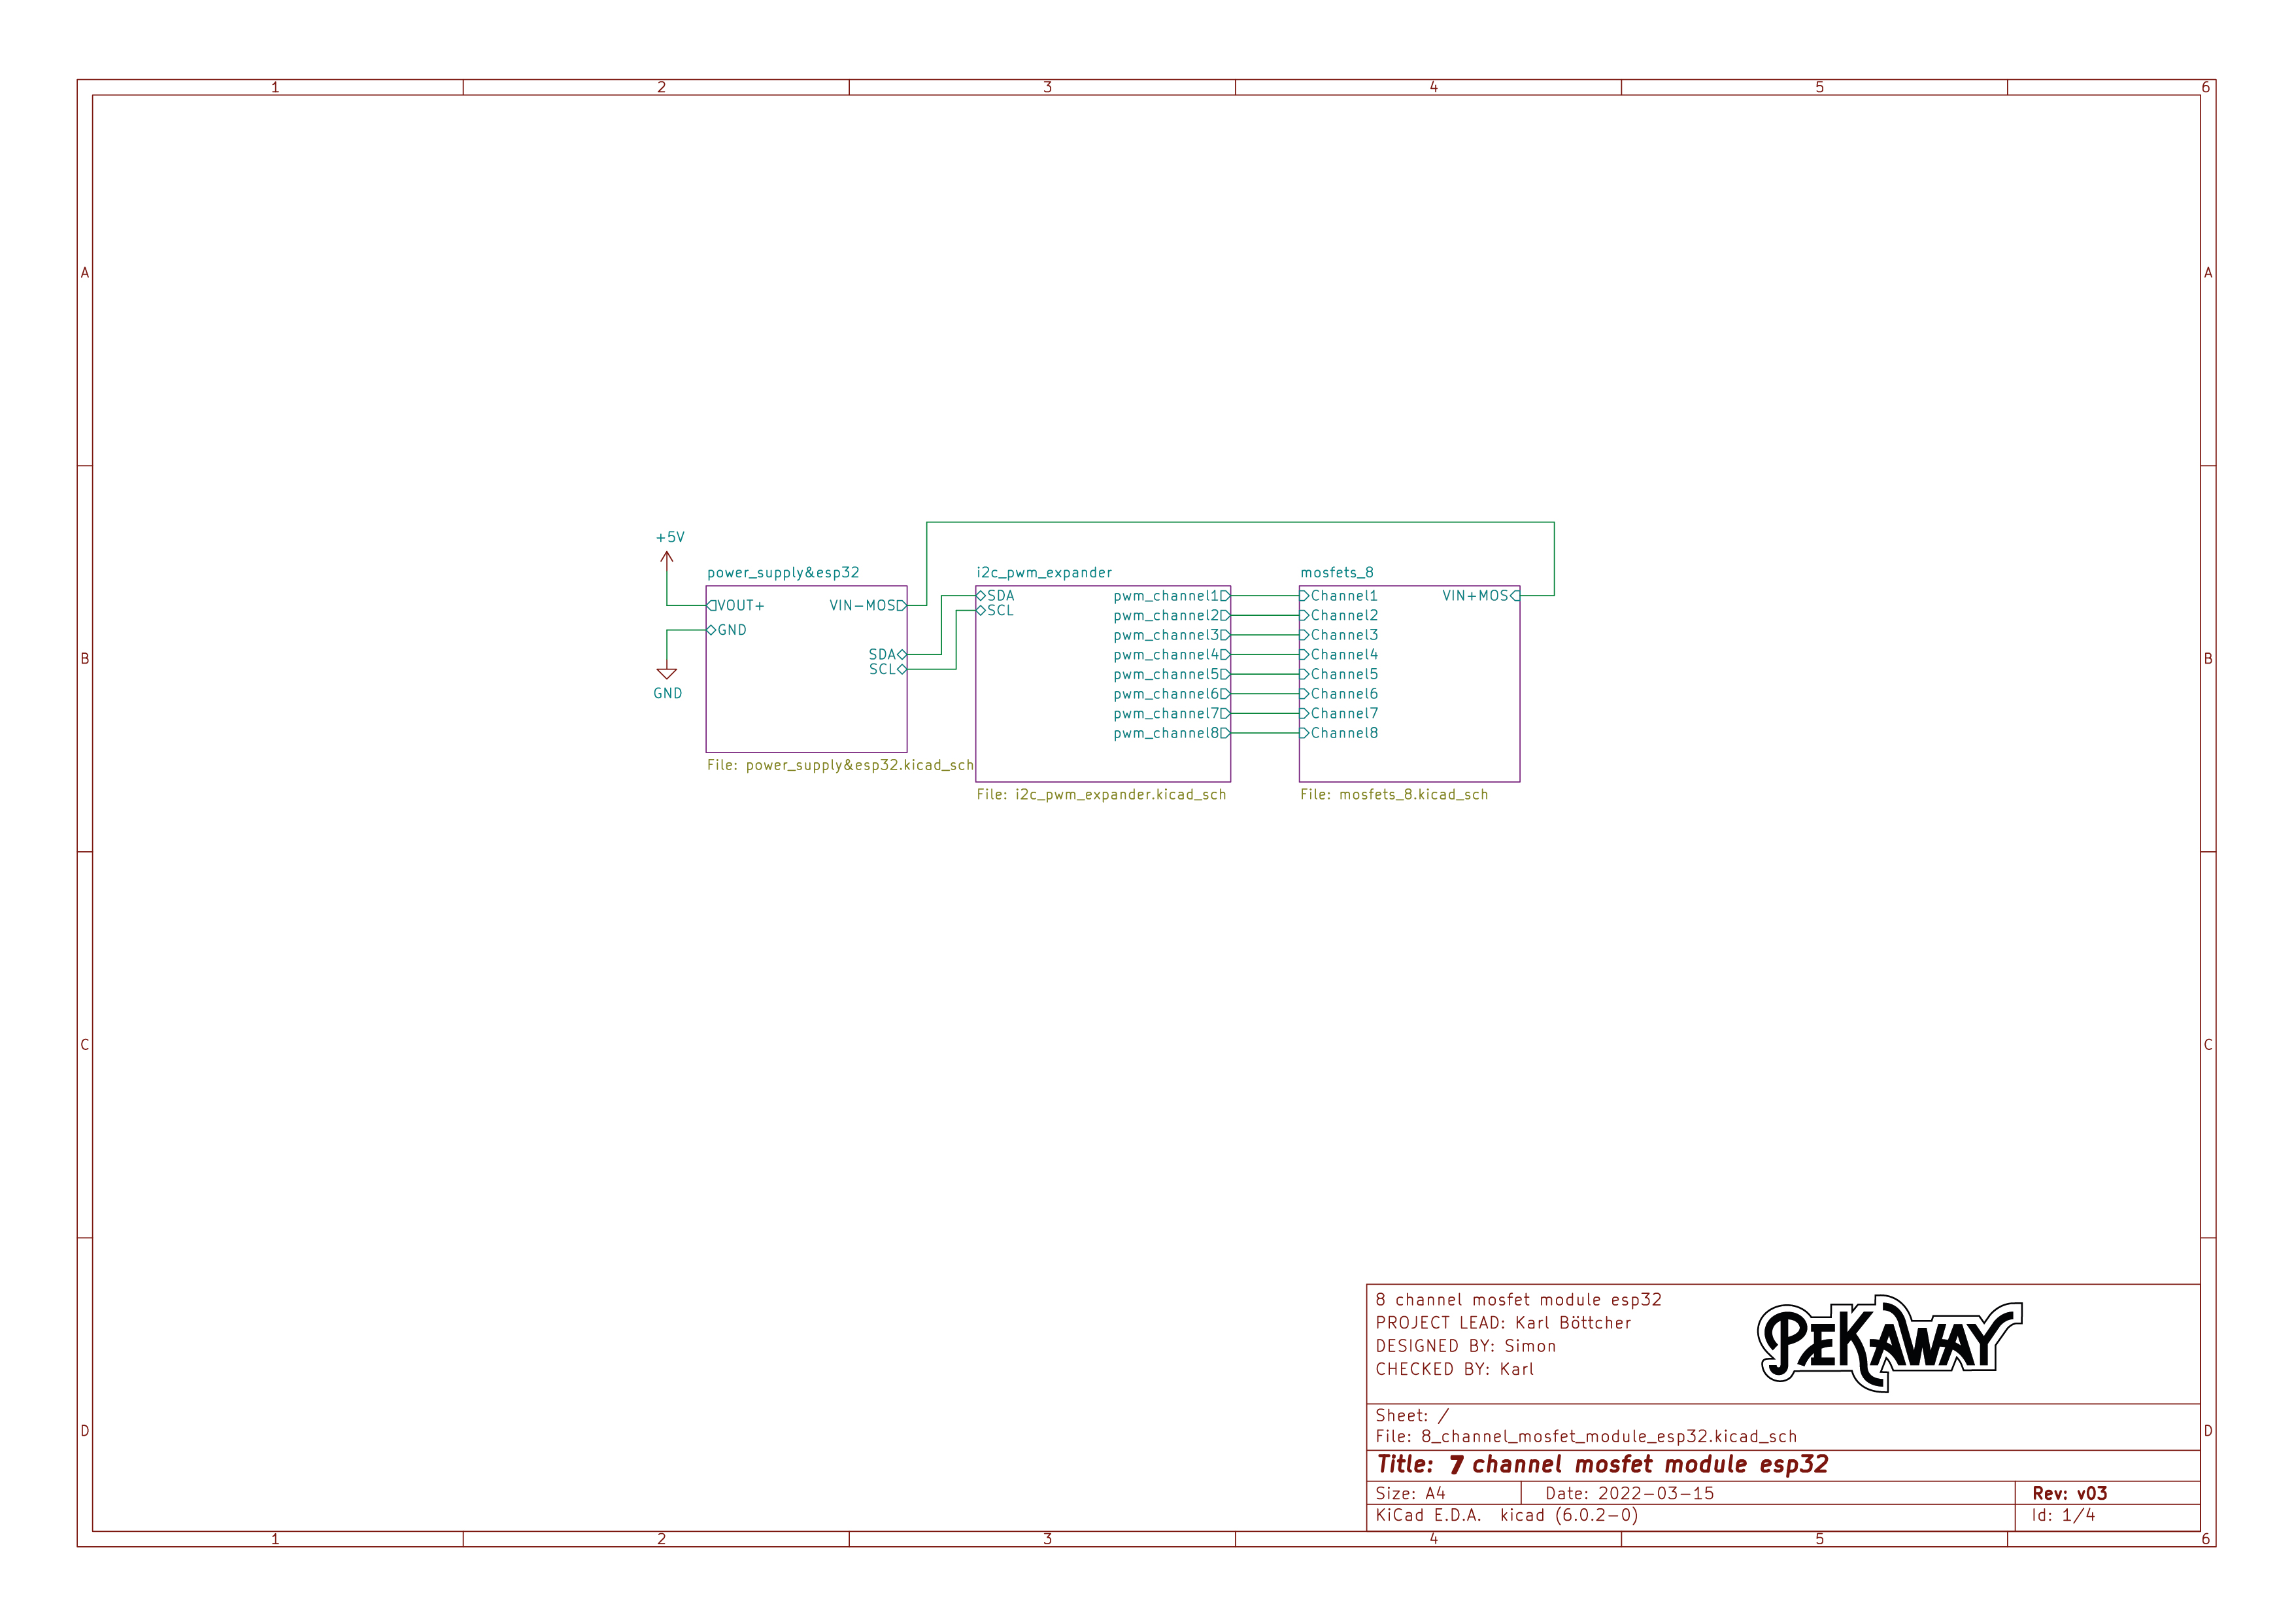 1 2 3 4 5 6
A A
+5V
power_supply&esp32 i2c_pwm_expander mosfets_8
VOUT+ VIN-MOS SDA pwm_channel1 Channel1 VIN+MOS
SCL pwm_channel2 Channel2
GND pwm_channel3 Channel3
SDA pwm_channel4 Channel4
B B
SCL pwm_channel5 Channel5
GND pwm_channel6 Channel6
pwm_channel7 Channel7
pwm_channel8 Channel8
File: power_supply&esp32.kicad_sch
File: i2c_pwm_expander.kicad_sch File: mosfets_8.kicad_sch
C C
8 channel mosfet module esp32
PROJECT LEAD: Karl Böttcher
DESIGNED BY: Simon
CHECKED BY: Karl
PEKAWAY
Sheet: /
File: 8_channel_mosfet_module_esp32.kicad_sch
D D
Title: 7 channel mosfet module esp32
Size: A4 Date: 2022-03-15 Rev: v03
KiCad E.D.A. kicad (6.0.2-0) Id: 1/4
1 2 3 4 5 6